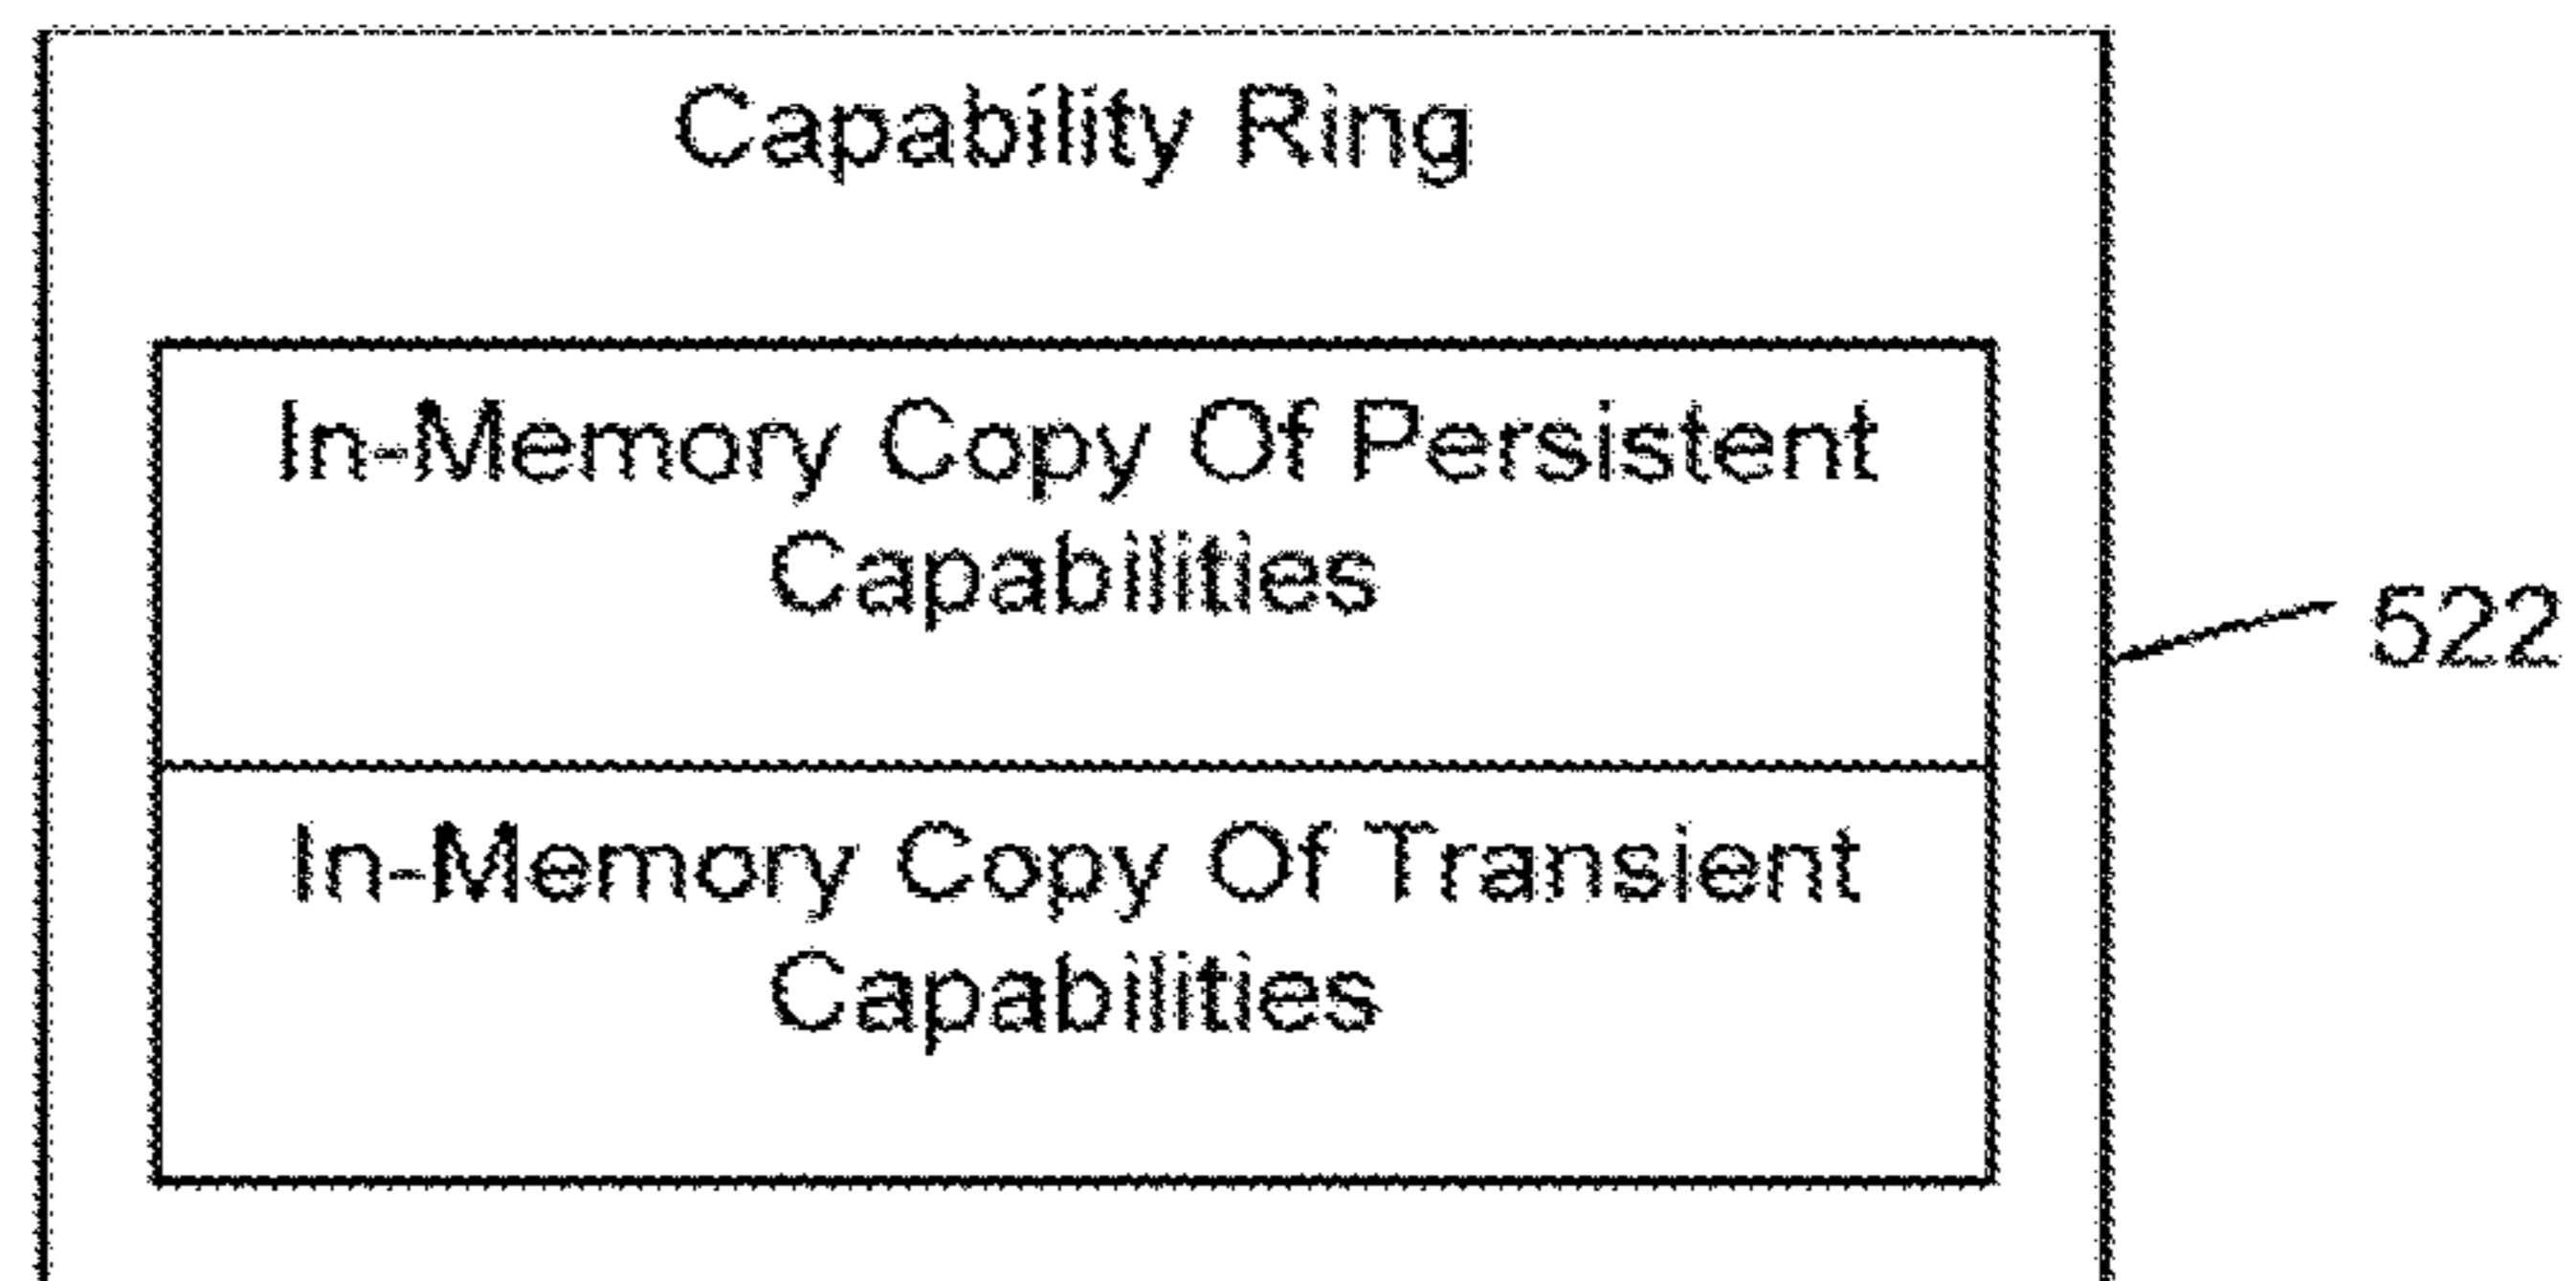 Capability Ring
In-Memory Copy Of Persistent
Capabilities
522
In-Memory Copy Of Transient
Capabilities